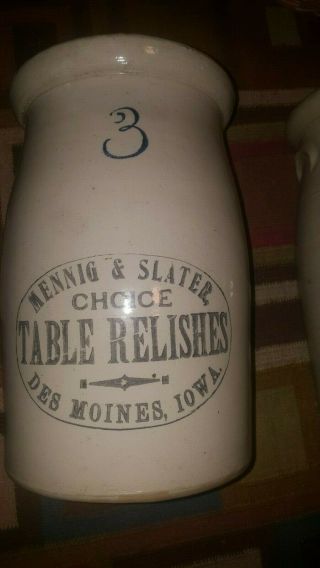 3
MENNIG & SLATER,
CHOICE
TABLE RELISHES
DES MOINES, IOWA.